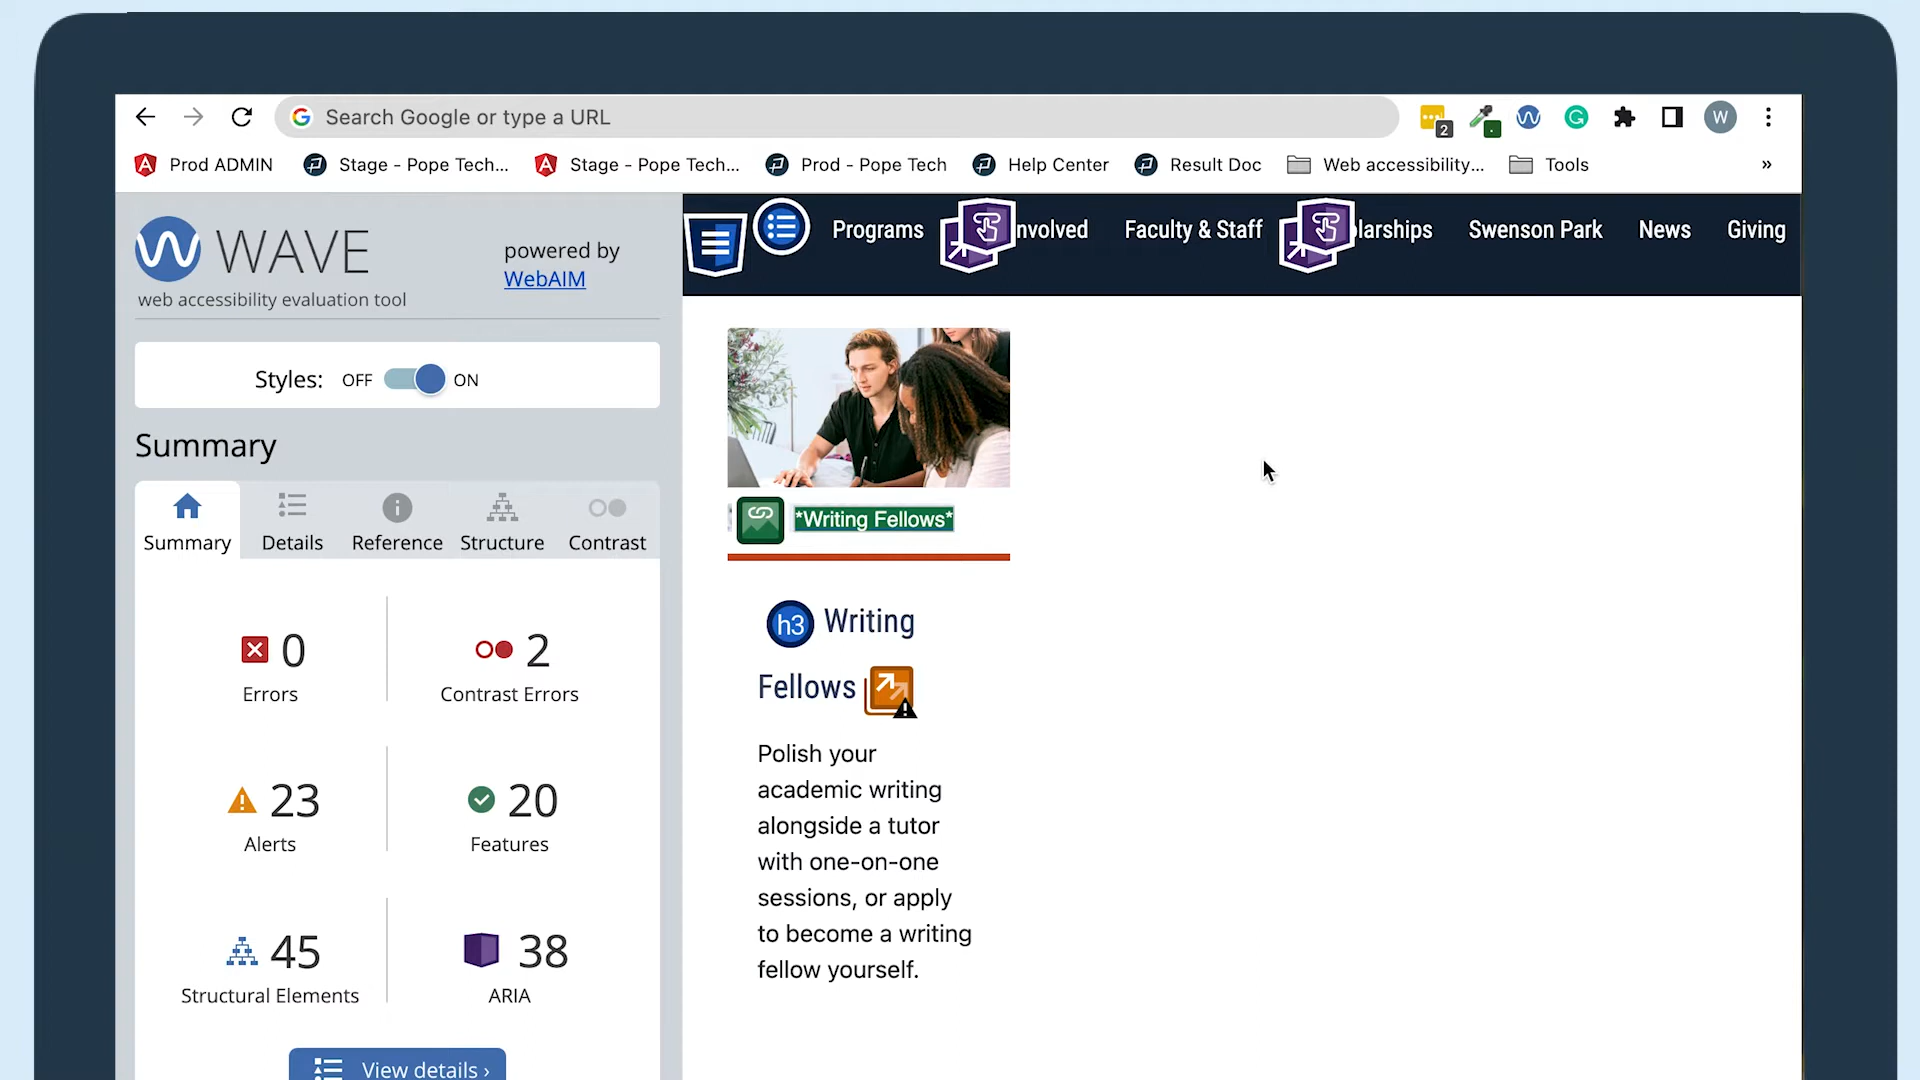 Search Google or type a URL
2
W
Prod ADMIN
Stage - Pope Tech...
Stage - Pope Tech...
Prod - Pope Tech
Help Center
Result Doc
Web accessibility...
Tools
»
WAVE
web accessibility evaluation tool
powered by
WebAIM
Styles: OFF ON
Summary
Summary
Details
Reference
Structure
Contrast
0
Errors
2
Contrast Errors
23
Alerts
20
Features
45
Structural Elements
38
ARIA
View details ›
Programs
nvolved
Faculty & Staff
larships
Swenson Park
News
Giving
*Writing Fellows*
h3 Writing
Fellows
Polish your
academic writing
alongside a tutor
with one-on-one
sessions, or apply
to become a writing
fellow yourself.